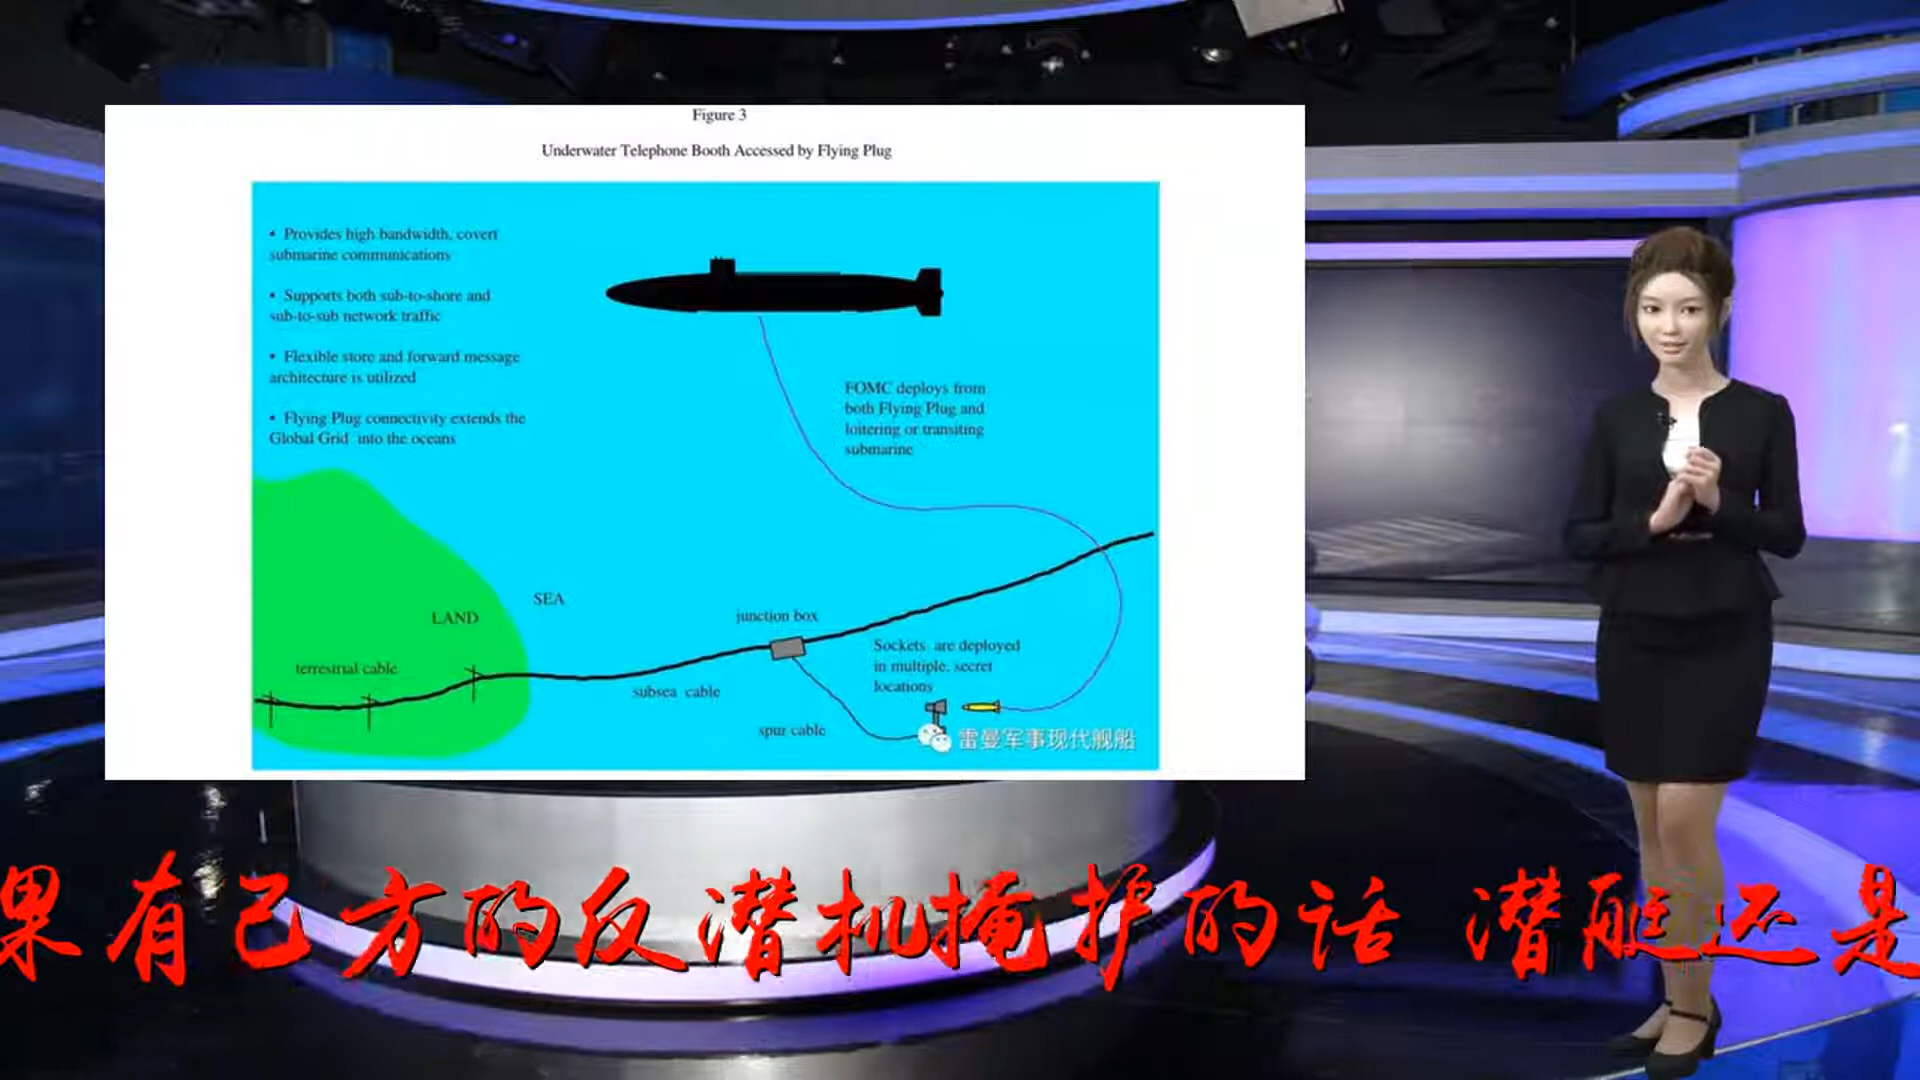 Figure 3
Underwater Telephone Booth Accessed by Flying Plug
• Provides high bandwidth, covert
submarine communications
• Supports both sub-to-shore and
sub-to-sub network traffic
• Flexible store and forward message
architecture is utilized
• Flying Plug connectivity extends the
Global Grid into the oceans
FOMC deploys from
both Flying Plug and
loitering or transiting
submarine
LAND
SEA
terrestrial cable
subsea cable
junction box
spur cable
Sockets are deployed
in multiple, secret
locations
雷曼军事现代舰船
果有己方的反潜机掩护的话 潜艇还是